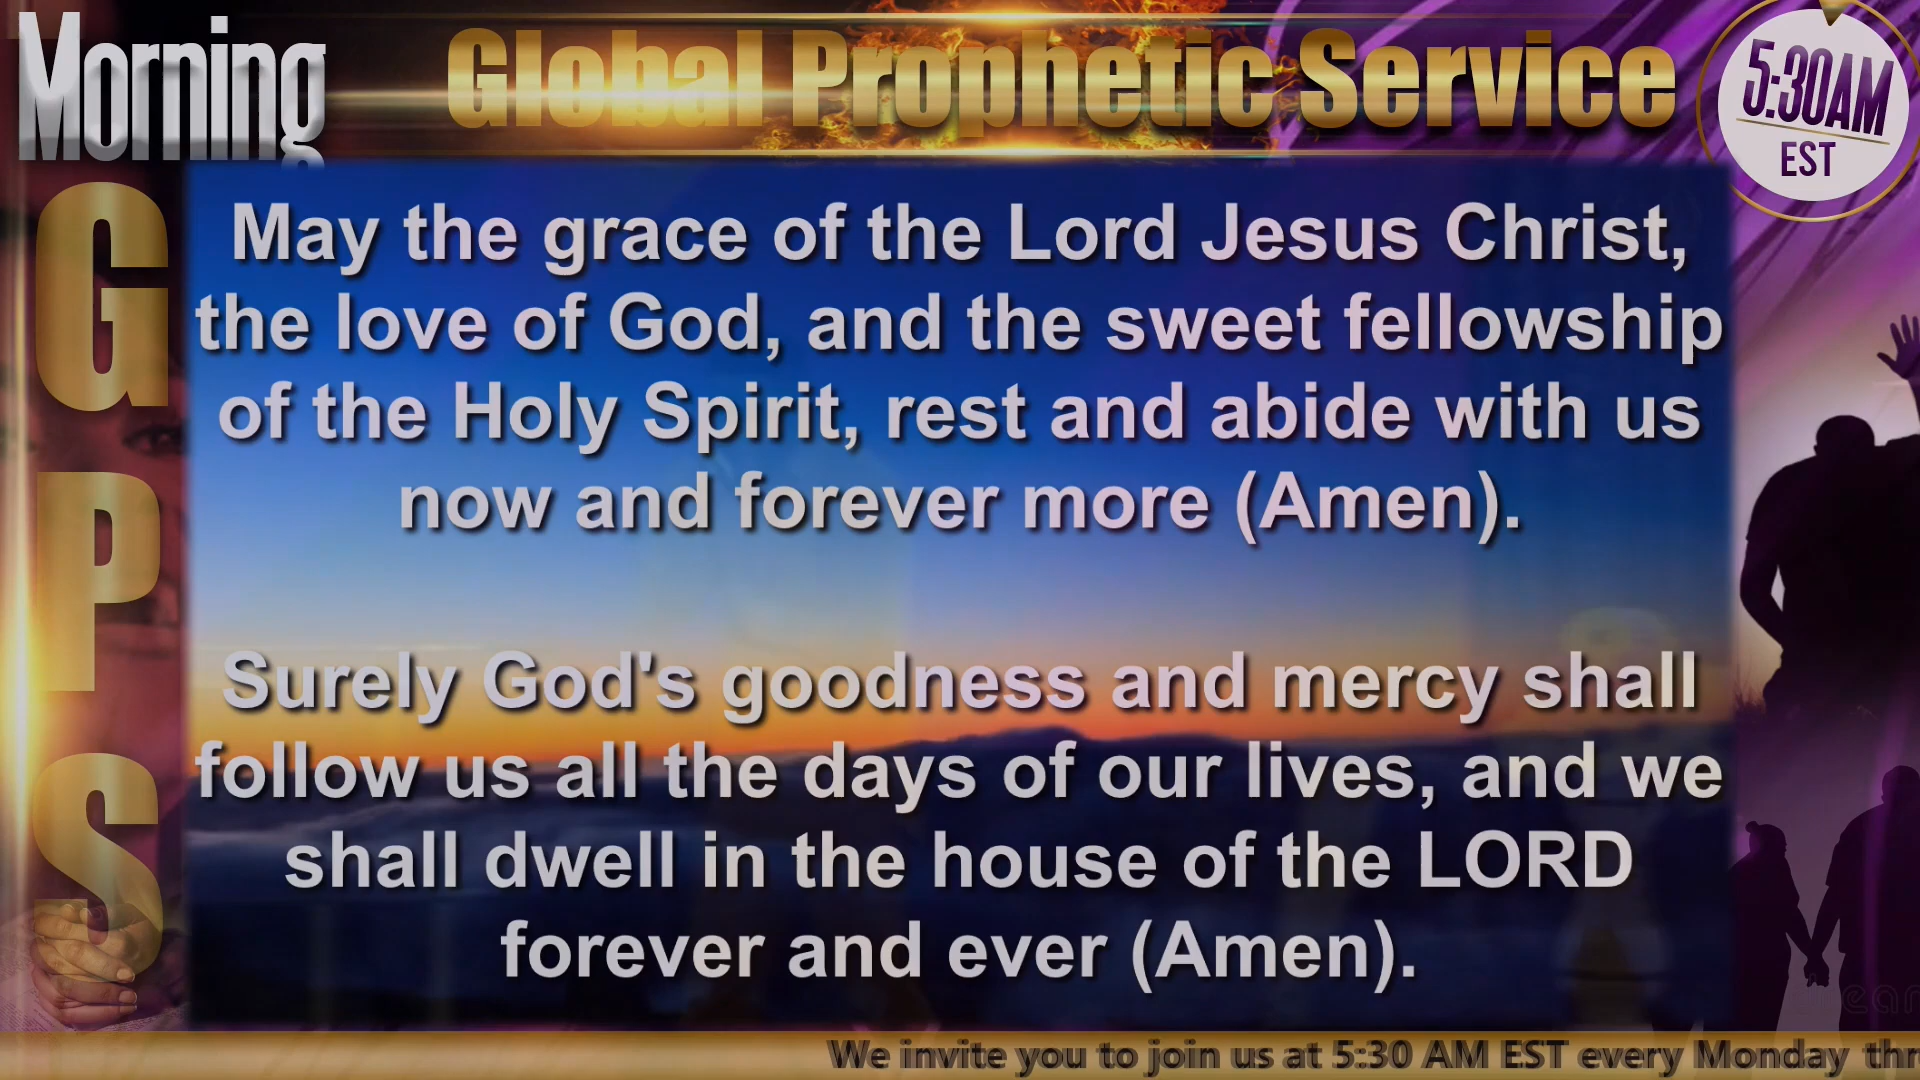 Morning
Global Prophetic Service
5:30AM
EST
G
P
S
May the grace of the Lord Jesus Christ,
the love of God, and the sweet fellowship
of the Holy Spirit, rest and abide with us
now and forever more (Amen).
Surely God's goodness and mercy shall
follow us all the days of our lives, and we
shall dwell in the house of the LORD
forever and ever (Amen).
We invite you to join us at 5:30 AM EST every Monday thr